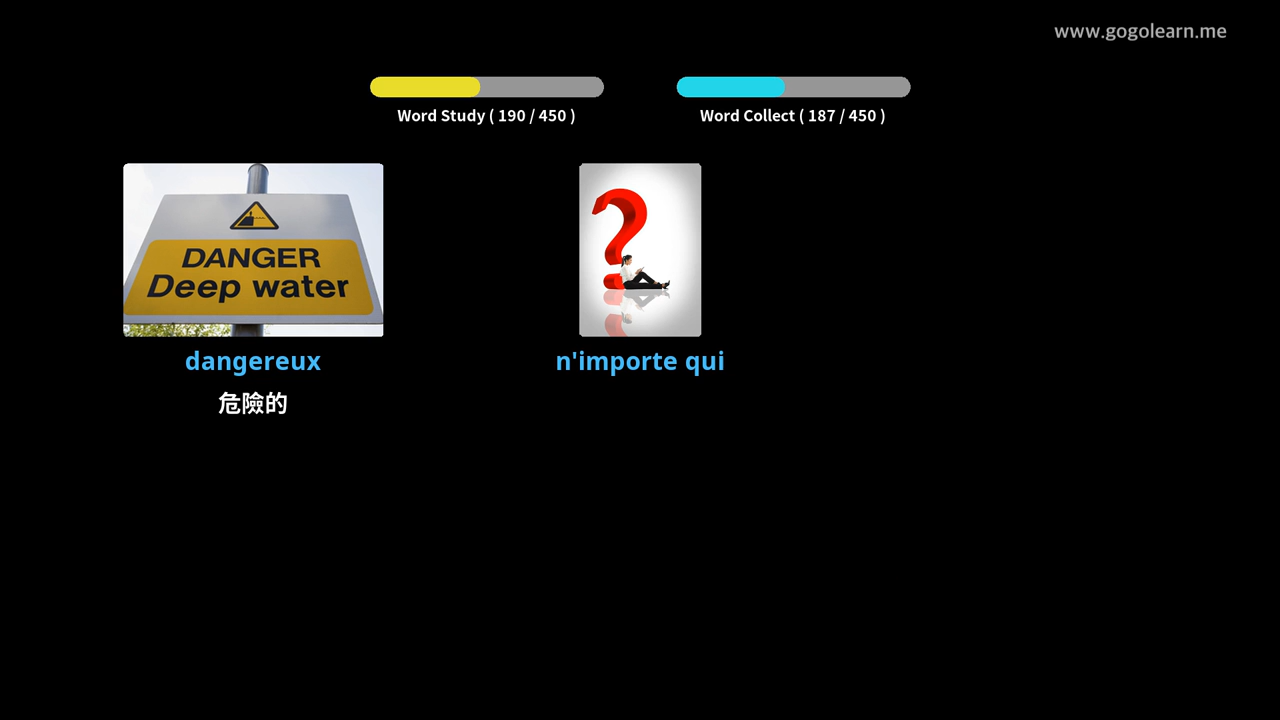 www.gogolearn.me
Word Study ( 190 / 450 )
Word Collect ( 187 / 450 )
DANGER
Deep water
dangereux
n'importe qui
危險的